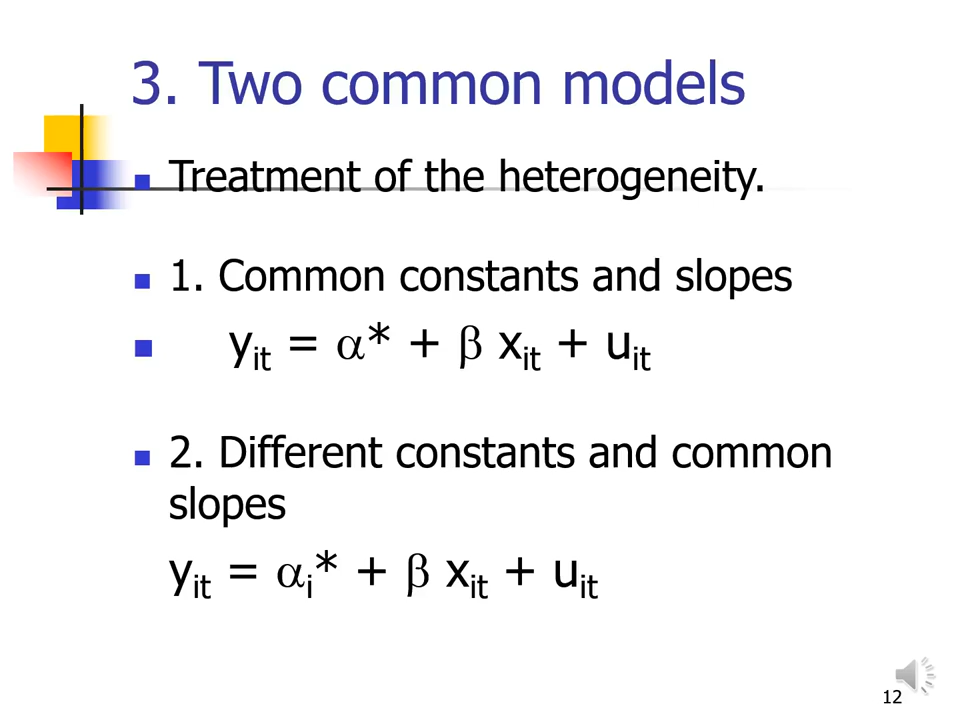 3. Two common models
Treatment of the heterogeneity.
1. Common constants and slopes
yit = α* + β xit + uit
2. Different constants and common
slopes
yit = αi* + β xit + uit
12